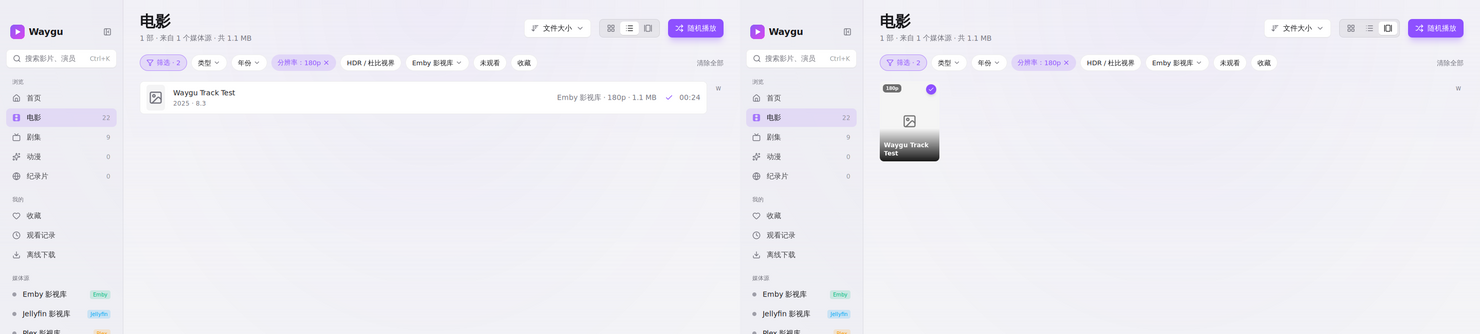 Waygu
搜索影片、演员 Ctrl+K
浏览
首页
电影 22
剧集 9
动漫 0
纪录片 0
我的
收藏
观看记录
离线下载
媒体源
Emby 影视库 Emby
Jellyfin 影视库 Jellyfin
Plex 影视库
电影
1 部 · 来自 1 个媒体源 · 共 1.1 MB
文件大小
随机播放
筛选 · 2 类型 年份 分辨率：180p × HDR / 杜比视界 Emby 影视库 未观看 收藏 清除全部
Waygu Track Test
2025 · 8.3
Emby 影视库 · 180p · 1.1 MB 00:24
W
Waygu
搜索影片、演员 Ctrl+K
浏览
首页
电影 22
剧集 9
动漫 0
纪录片 0
我的
收藏
观看记录
离线下载
媒体源
Emby 影视库 Emby
Jellyfin 影视库 Jellyfin
Plex 影视库
电影
1 部 · 来自 1 个媒体源 · 共 1.1 MB
文件大小
随机播放
筛选 · 2 类型 年份 分辨率：180p × HDR / 杜比视界 Emby 影视库 未观看 收藏 清除全部
180p
Waygu Track
Test
W